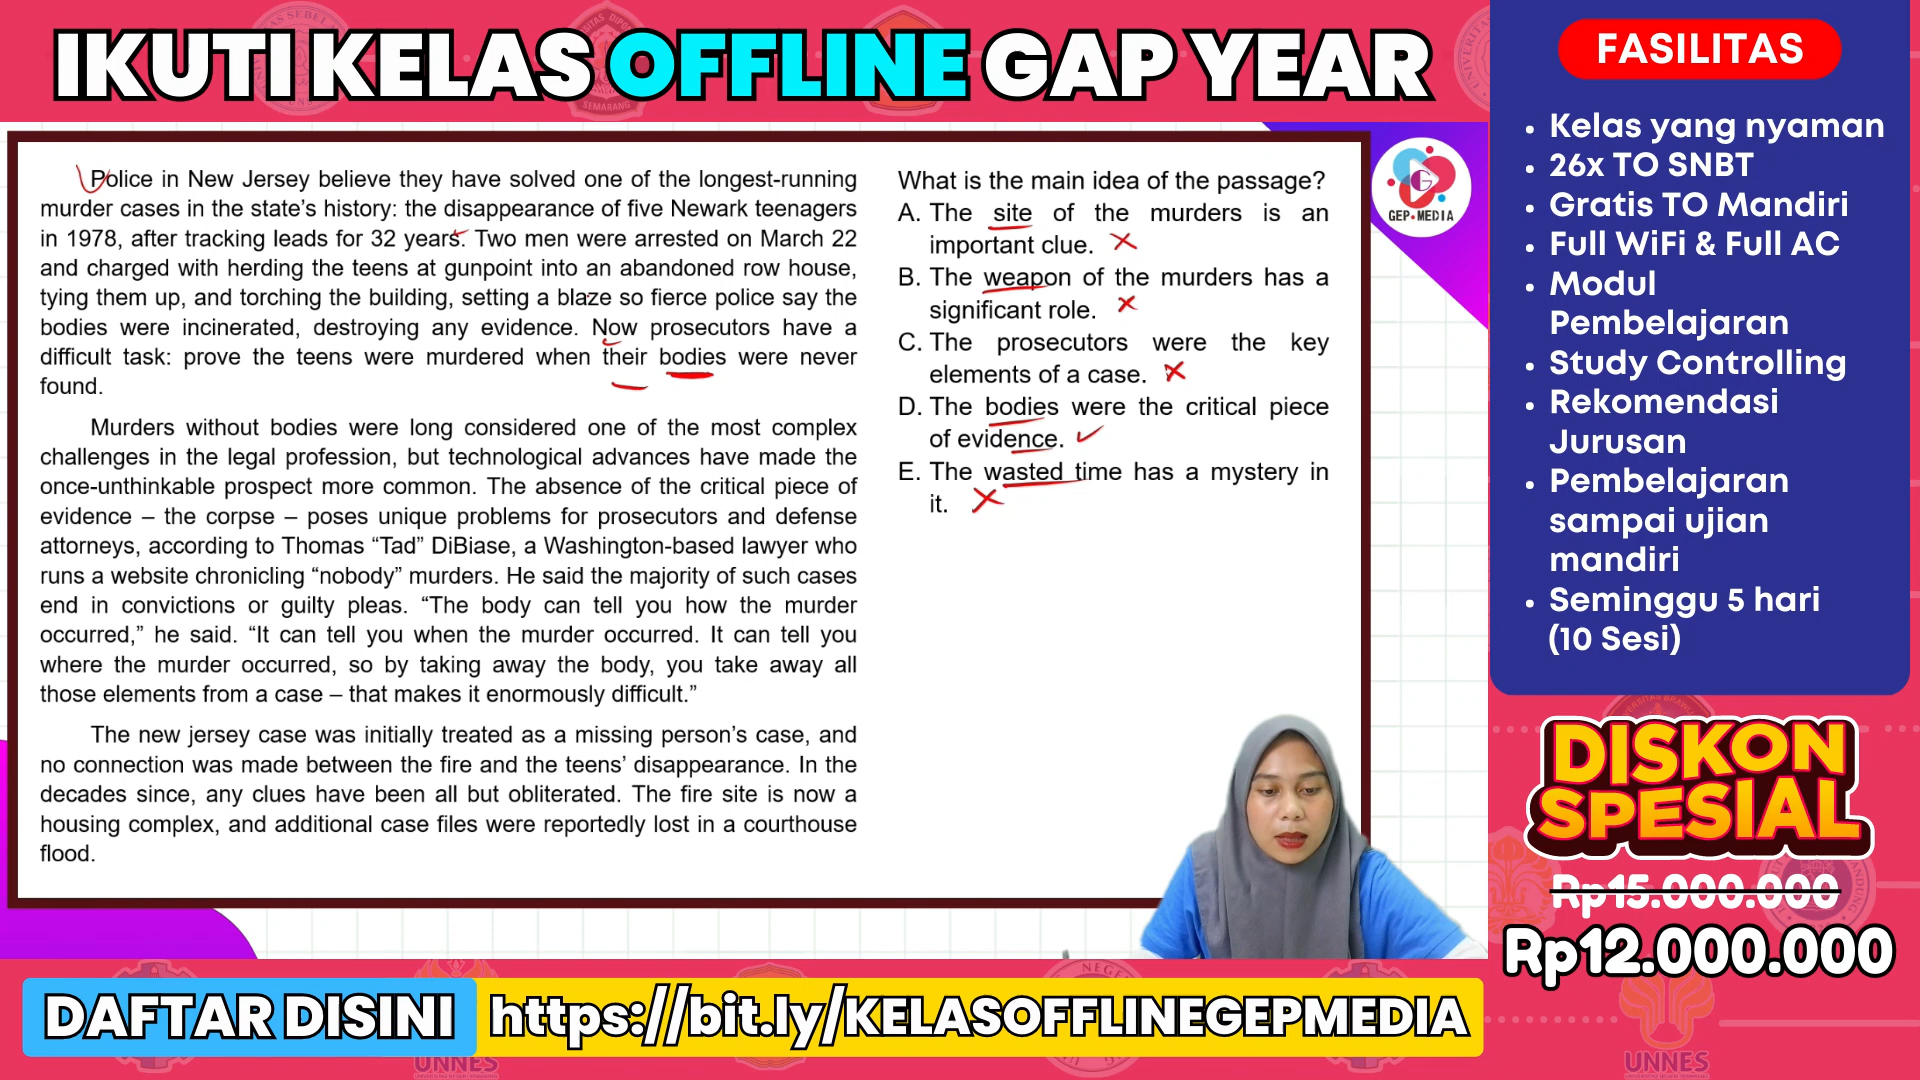 IKUTI KELAS OFFLINE GAP YEAR
Police in New Jersey believe they have solved one of the longest-running
murder cases in the state’s history: the disappearance of five Newark teenagers
in 1978, after tracking leads for 32 years. Two men were arrested on March 22
and charged with herding the teens at gunpoint into an abandoned row house,
tying them up, and torching the building, setting a blaze so fierce police say the
bodies were incinerated, destroying any evidence. Now prosecutors have a
difficult task: prove the teens were murdered when their bodies were never
found.
Murders without bodies were long considered one of the most complex
challenges in the legal profession, but technological advances have made the
once-unthinkable prospect more common. The absence of the critical piece of
evidence – the corpse – poses unique problems for prosecutors and defense
attorneys, according to Thomas “Tad” DiBiase, a Washington-based lawyer who
runs a website chronicling “nobody” murders. He said the majority of such cases
end in convictions or guilty pleas. “The body can tell you how the murder
occurred,” he said. “It can tell you when the murder occurred. It can tell you
where the murder occurred, so by taking away the body, you take away all
those elements from a case – that makes it enormously difficult.”
The new jersey case was initially treated as a missing person’s case, and
no connection was made between the fire and the teens’ disappearance. In the
decades since, any clues have been all but obliterated. The fire site is now a
housing complex, and additional case files were reportedly lost in a courthouse
flood.
What is the main idea of the passage?
A. The site of the murders is an
important clue.
B. The weapon of the murders has a
significant role.
C. The prosecutors were the key
elements of a case.
D. The bodies were the critical piece
of evidence.
E. The wasted time has a mystery in
it.
G
GEP MEDIA
FASILITAS
• Kelas yang nyaman
• 26x TO SNBT
• Gratis TO Mandiri
• Full WiFi & Full AC
• Modul
Pembelajaran
• Study Controlling
• Rekomendasi
Jurusan
• Pembelajaran
sampai ujian
mandiri
• Seminggu 5 hari
(10 Sesi)
DISKON
SPESIAL
Rp15.000.000
Rp12.000.000
DAFTAR DISINI
https://bit.ly/KELASOFFLINEGEPMEDIA
UNNES
UNNES